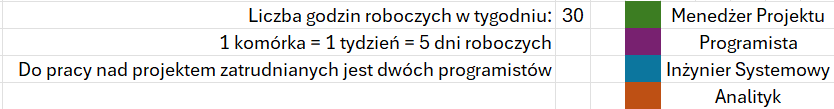 Liczba godzin roboczych w tygodniu: 30 Menedżer Projektu
1 komórka = 1 tydzień = 5 dni roboczych Programista
Do pracy nad projektem zatrudnianych jest dwóch programistów Inżynier Systemowy
Analityk